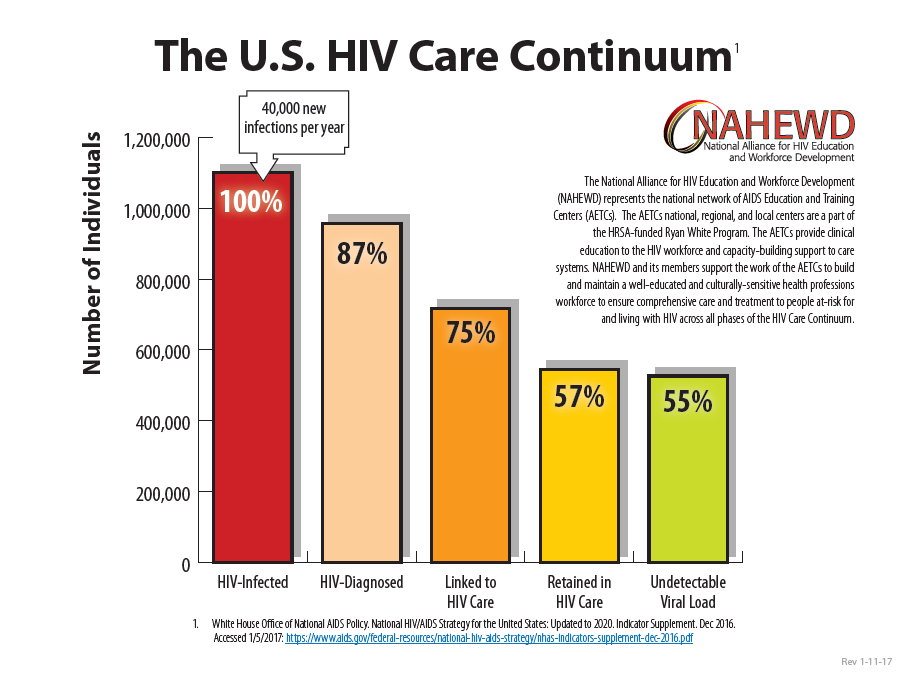 The U.S. HIV Care Continuum1
40,000 new
infections per year
NAHEWD
National Alliance for HIV Education
and Workforce Development
The National Alliance for HIV Education and Workforce Development
(NAHEWD) represents the national network of AIDS Education and Training
Centers (AETCs). The AETCs national, regional, and local centers are a part of
the HRSA-funded Ryan White Program. The AETCs provide clinical
education to the HIV workforce and capacity-building support to care
systems. NAHEWD and its members support the work of the AETCs to build
and maintain a well-educated and culturally-sensitive health professions
workforce to ensure comprehensive care and treatment to people at-risk for
and living with HIV across all phases of the HIV Care Continuum.
Number of Individuals
1,200,000
1,000,000
800,000
600,000
400,000
200,000
0
100%
87%
75%
57%
55%
HIV-Infected
HIV-Diagnosed
Linked to
HIV Care
Retained in
HIV Care
Undetectable
Viral Load
1. White House Office of National AIDS Policy. National HIV/AIDS Strategy for the United States: Updated to 2020. Indicator Supplement. Dec 2016.
Accessed 1/5/2017: https://www.aids.gov/federal-resources/national-hiv-aids-strategy/nhas-indicators-supplement-dec-2016.pdf
Rev 1-11-17